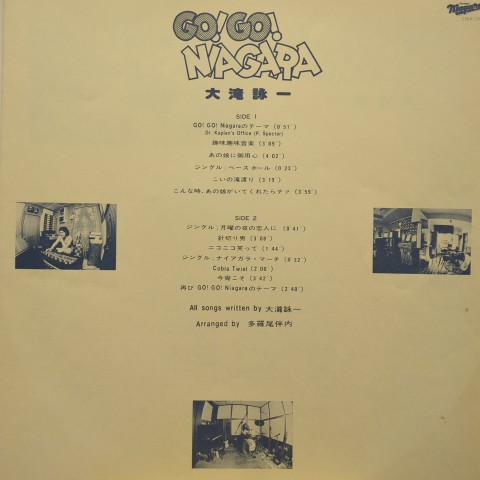 GO! GO!
NIAGARA
Niagara
大滝詠一
SIDE 1
GO! GO! Niagaraのテーマ (0'51")
Dr. Kaplan's Office (P. Spector)
趣味趣味音楽 (3'05")
あの娘に御用心 (4'02")
ジングル;ベースボール (0'23")
こいの滝渡り (3'19")
こんな時、あの娘がいてくれたらナァ (3'55")
SIDE 2
ジングル;月曜の夜の恋人に (0'41")
針切り男 (3'08")
ニコニコ笑って (1'44")
ジングル;ナイアガラ・マーチ (0'32")
Cobra Twist (2'06")
今宵こそ (3'42")
再び GO! GO! Niagaraのテーマ (2'48")
All songs written by 大瀧詠一
Arranged by 多羅尾伴内